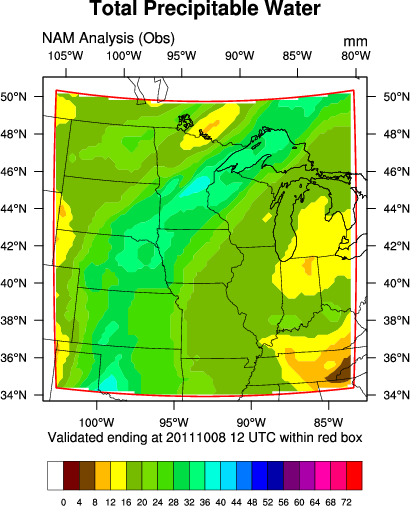 Total Precipitable Water
NAM Analysis (Obs) mm
105°W 100°W 95°W 90°W 85°W 80°W
50°N 50°N
48°N 48°N
46°N 46°N
44°N 44°N
42°N 42°N
40°N 40°N
38°N 38°N
36°N 36°N
34°N 34°N
100°W 95°W 90°W 85°W
Validated ending at 20111008 12 UTC within red box
0 4 8 12 16 20 24 28 32 36 40 44 48 52 56 60 64 68 72